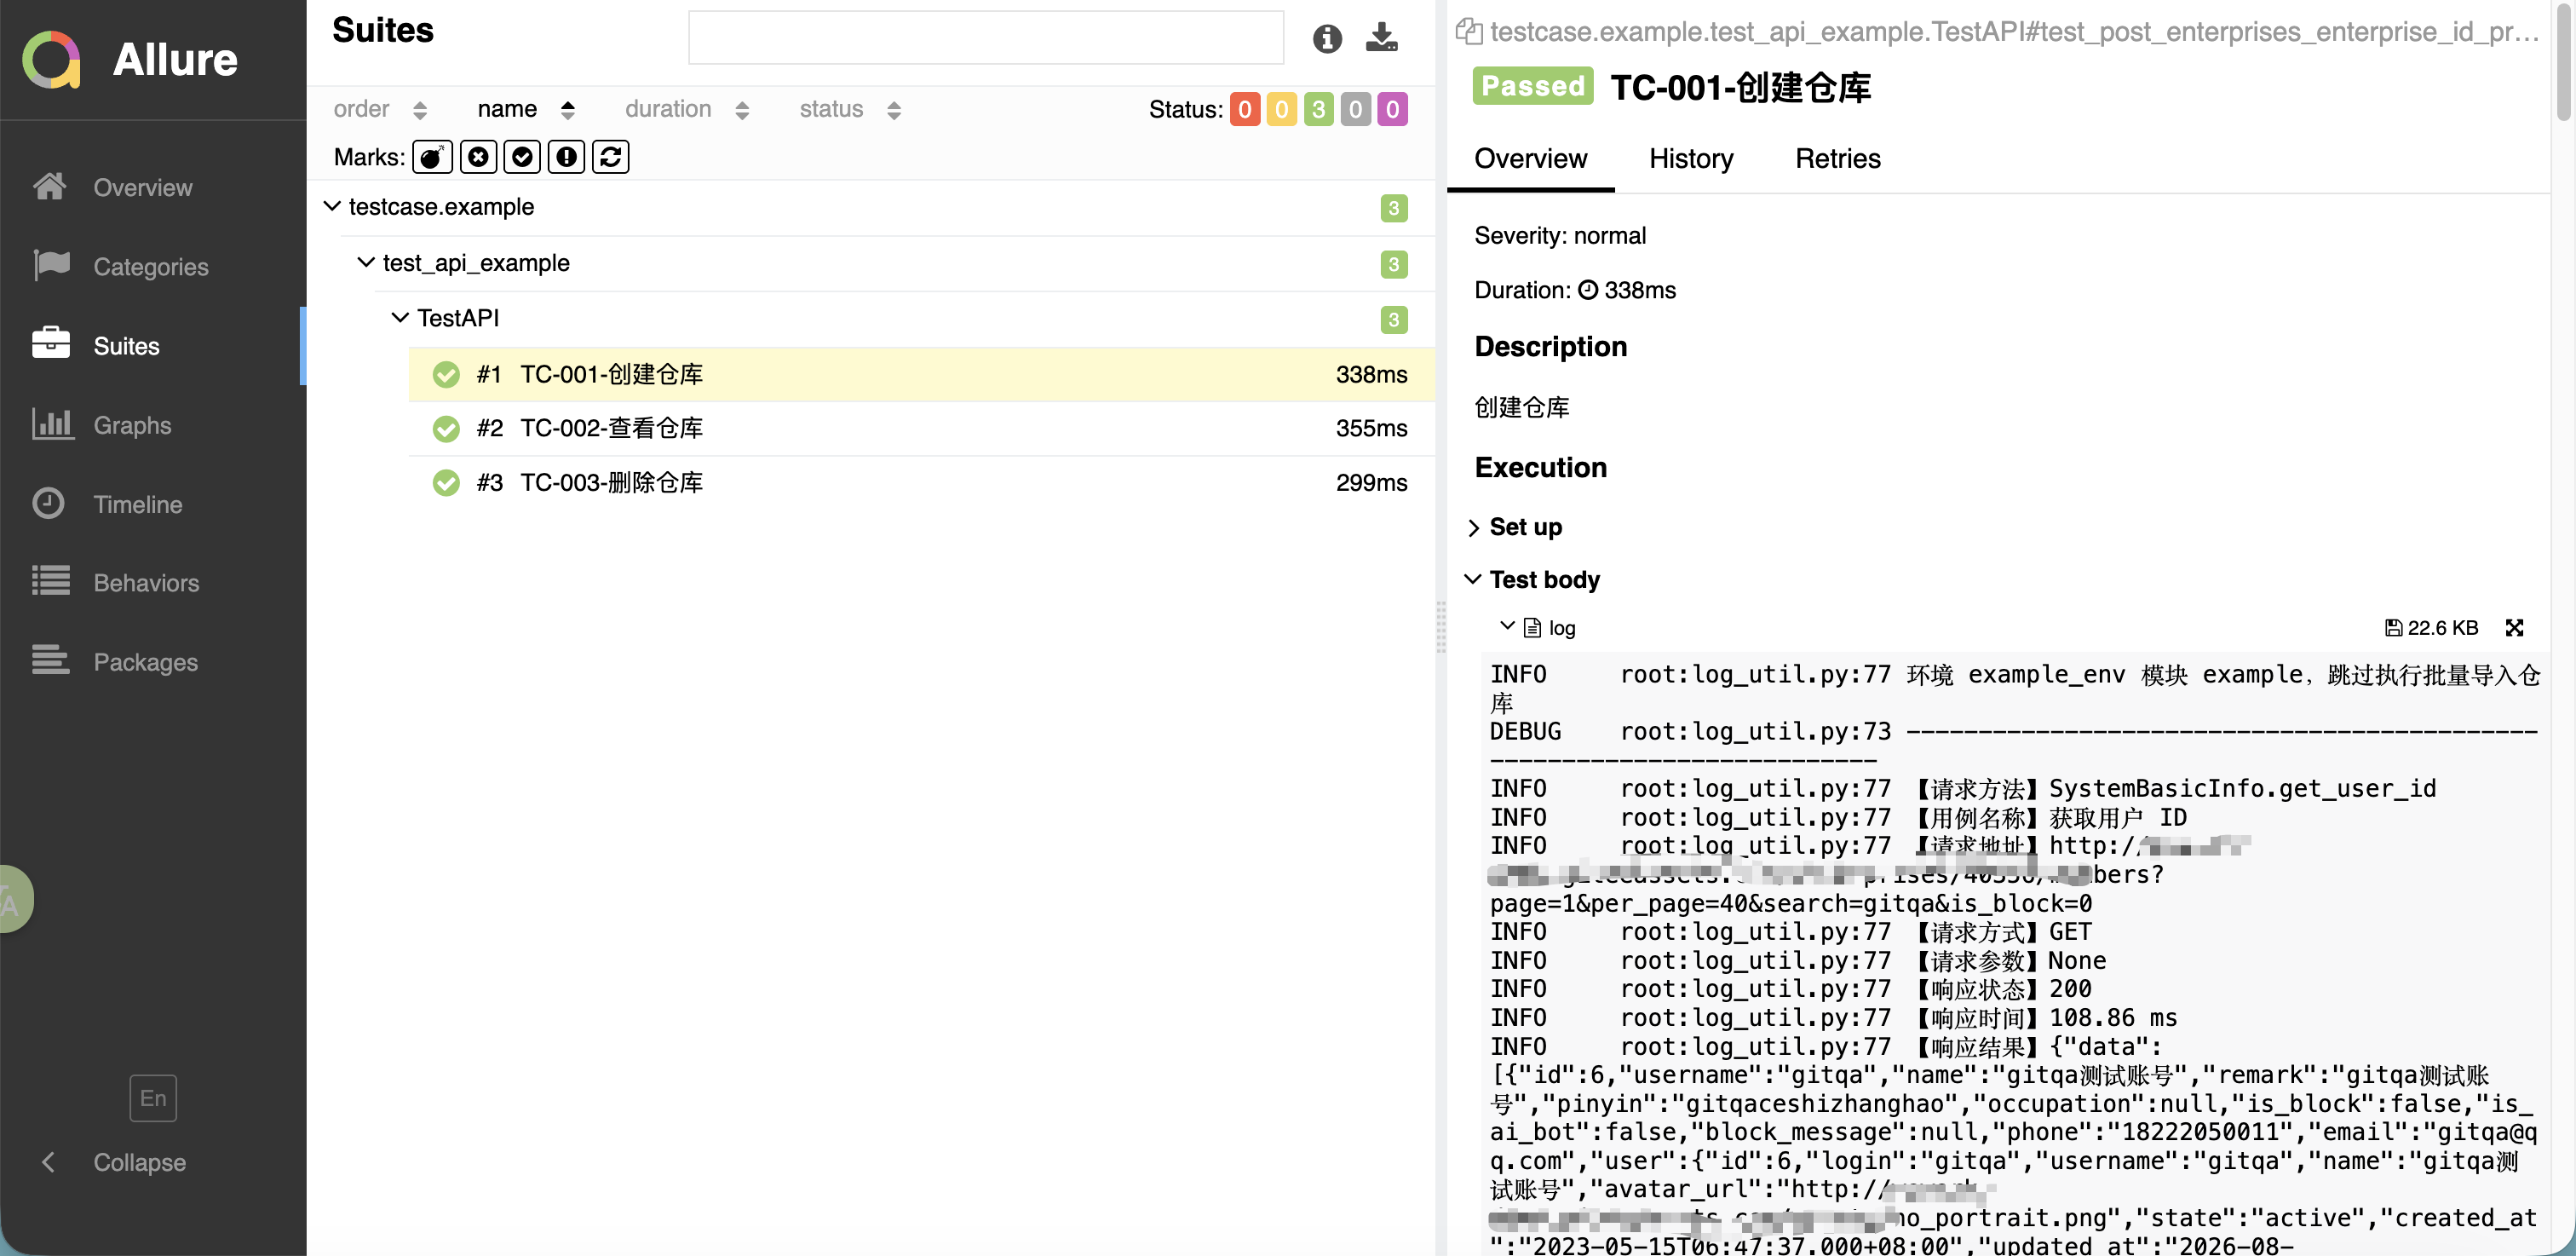 Allure
Overview
Categories
Suites
Graphs
Timeline
Behaviors
Packages
En
Collapse
Suites
order name duration status Status: 0 0 3 0 0
Marks:
testcase.example 3
test_api_example 3
TestAPI 3
#1 TC-001-创建仓库 338ms
#2 TC-002-查看仓库 355ms
#3 TC-003-删除仓库 299ms
testcase.example.test_api_example.TestAPI#test_post_enterprises_enterprise_id_pr...
Passed TC-001-创建仓库
Overview History Retries
Severity: normal
Duration: 338ms
Description
创建仓库
Execution
Set up
Test body
log 22.6 KB
INFO root:log_util.py:77 环境 example_env 模块 example，跳过执行批量导入仓
库
DEBUG root:log_util.py:73 --------------------------------------------
---------------------------
INFO root:log_util.py:77 【请求方法】SystemBasicInfo.get_user_id
INFO root:log_util.py:77 【用例名称】获取用户 ID
INFO root:log_util.py:77 【请求地址】http://
bers?
page=1&per_page=40&search=gitqa&is_block=0
INFO root:log_util.py:77 【请求方式】GET
INFO root:log_util.py:77 【请求参数】None
INFO root:log_util.py:77 【响应状态】200
INFO root:log_util.py:77 【响应时间】108.86 ms
INFO root:log_util.py:77 【响应结果】{"data":
[{"id":6,"username":"gitqa","name":"gitqa测试账号","remark":"gitqa测试账
号","pinyin":"gitqaceshizhanghao","occupation":null,"is_block":false,"is_
ai_bot":false,"block_message":null,"phone":"18222050011","email":"gitqa@q
q.com","user":{"id":6,"login":"gitqa","username":"gitqa","name":"gitqa测
试账号","avatar_url":"http://
no_portrait.png","state":"active","created_at
":"2023-05-15T06:47:37.000+08:00","updated_at":"2026-08-